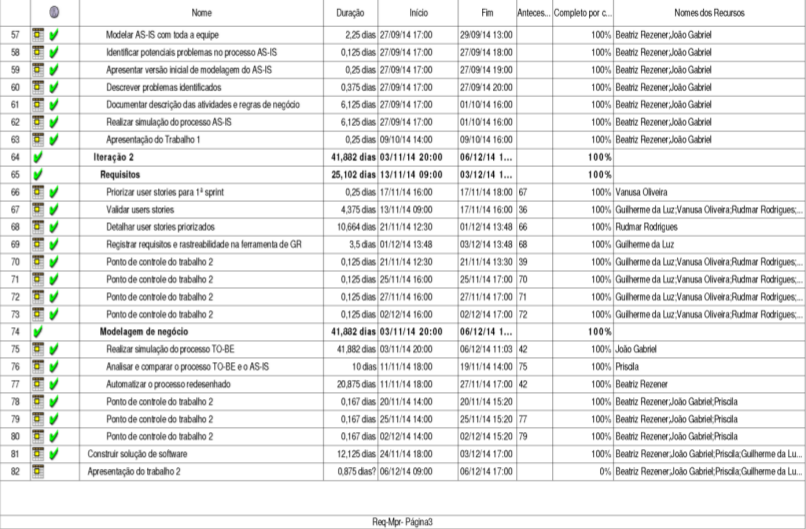 Nome Duração Início Fim Anteces... Completo por c... Nomes dos Recursos
57 Modelar AS-IS com toda a equipe 2,25 dias 27/09/14 17:00 29/09/14 13:00 100% Beatriz Rezener;João Gabriel
58 Identificar potenciais problemas no processo AS-IS 0,125 dias 27/09/14 17:00 27/09/14 18:00 100% Beatriz Rezener;João Gabriel
59 Apresentar versão inicial de modelagem do AS-IS 0,25 dias 27/09/14 17:00 27/09/14 19:00 100% Beatriz Rezener;João Gabriel
60 Descrever problemas identificados 0,375 dias 27/09/14 17:00 27/09/14 20:00 100% Beatriz Rezener;João Gabriel
61 Documentar descrição das atividades e regras de negócio 6,125 dias 27/09/14 17:00 01/10/14 16:00 100% Beatriz Rezener;João Gabriel
62 Realizar simulação do processo AS-IS 6,125 dias 27/09/14 17:00 01/10/14 16:00 100% Beatriz Rezener;João Gabriel
63 Apresentação do Trabalho 1 0,25 dias 09/10/14 14:00 09/10/14 16:00 100% Beatriz Rezener;João Gabriel
64 Iteração 2 41,882 dias 03/11/14 20:00 06/12/14 1... 100%
65 Requisitos 25,102 dias 13/11/14 09:00 03/12/14 1... 100%
66 Priorizar user stories para 1ª sprint 0,25 dias 17/11/14 16:00 17/11/14 18:00 67 100% Vanusa Oliveira
67 Validar users stories 4,375 dias 13/11/14 09:00 17/11/14 16:00 36 100% Guilherme da Luz;Vanusa Oliveira;Rudmar Rodrigues;...
68 Detalhar user stories priorizados 10,664 dias 21/11/14 12:30 01/12/14 13:48 66 100% Rudmar Rodrigues
69 Registrar requisitos e rastreabilidade na ferramenta de GR 3,5 dias 01/12/14 13:48 03/12/14 13:48 68 100% Guilherme da Luz
70 Ponto de controle do trabalho 2 0,125 dias 21/11/14 12:30 21/11/14 13:30 39 100% Guilherme da Luz;Vanusa Oliveira;Rudmar Rodrigues;...
71 Ponto de controle do trabalho 2 0,125 dias 25/11/14 16:00 25/11/14 17:00 70 100% Guilherme da Luz;Vanusa Oliveira;Rudmar Rodrigues;...
72 Ponto de controle do trabalho 2 0,125 dias 27/11/14 16:00 27/11/14 17:00 71 100% Guilherme da Luz;Vanusa Oliveira;Rudmar Rodrigues;...
73 Ponto de controle do trabalho 2 0,125 dias 02/12/14 16:00 02/12/14 17:00 72 100% Guilherme da Luz;Vanusa Oliveira;Rudmar Rodrigues;...
74 Modelagem de negócio 41,882 dias 03/11/14 20:00 06/12/14 1... 100%
75 Realizar simulação do processo TO-BE 41,882 dias 03/11/14 20:00 06/12/14 11:03 42 100% João Gabriel
76 Analisar e comparar o processo TO-BE e o AS-IS 10 dias 11/11/14 18:00 19/11/14 14:00 75 100% Priscila
77 Automatizar o processo redesenhado 20,875 dias 11/11/14 18:00 27/11/14 17:00 42 100% Beatriz Rezener
78 Ponto de controle do trabalho 2 0,167 dias 20/11/14 14:00 20/11/14 15:20 100% Beatriz Rezener;João Gabriel;Priscila
79 Ponto de controle do trabalho 2 0,167 dias 25/11/14 14:00 25/11/14 15:20 77 100% Beatriz Rezener;João Gabriel;Priscila
80 Ponto de controle do trabalho 2 0,167 dias 02/12/14 14:00 02/12/14 15:20 79 100% Beatriz Rezener;João Gabriel;Priscila
81 Construir solução de software 12,125 dias 24/11/14 18:00 03/12/14 17:00 100% Beatriz Rezener;João Gabriel;Priscila;Guilherme da Lu...
82 Apresentação do trabalho 2 0,875 dias? 06/12/14 09:00 06/12/14 17:00 0% Beatriz Rezener;João Gabriel;Priscila;Guilherme da Lu...
Req-Mpr- Página3